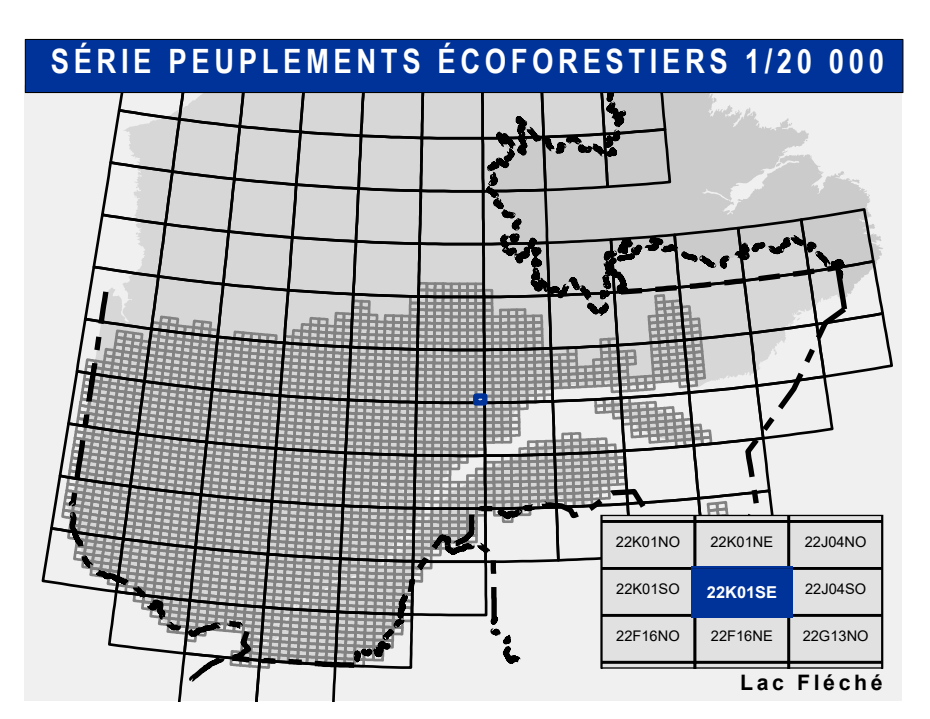 SÉRIE PEUPLEMENTS ÉCOFORESTIERS 1/20 000
22K01NO 22K01NE 22J04NO
22K01SO 22K01SE 22J04SO
22F16NO 22F16NE 22G13NO
Lac Fléché